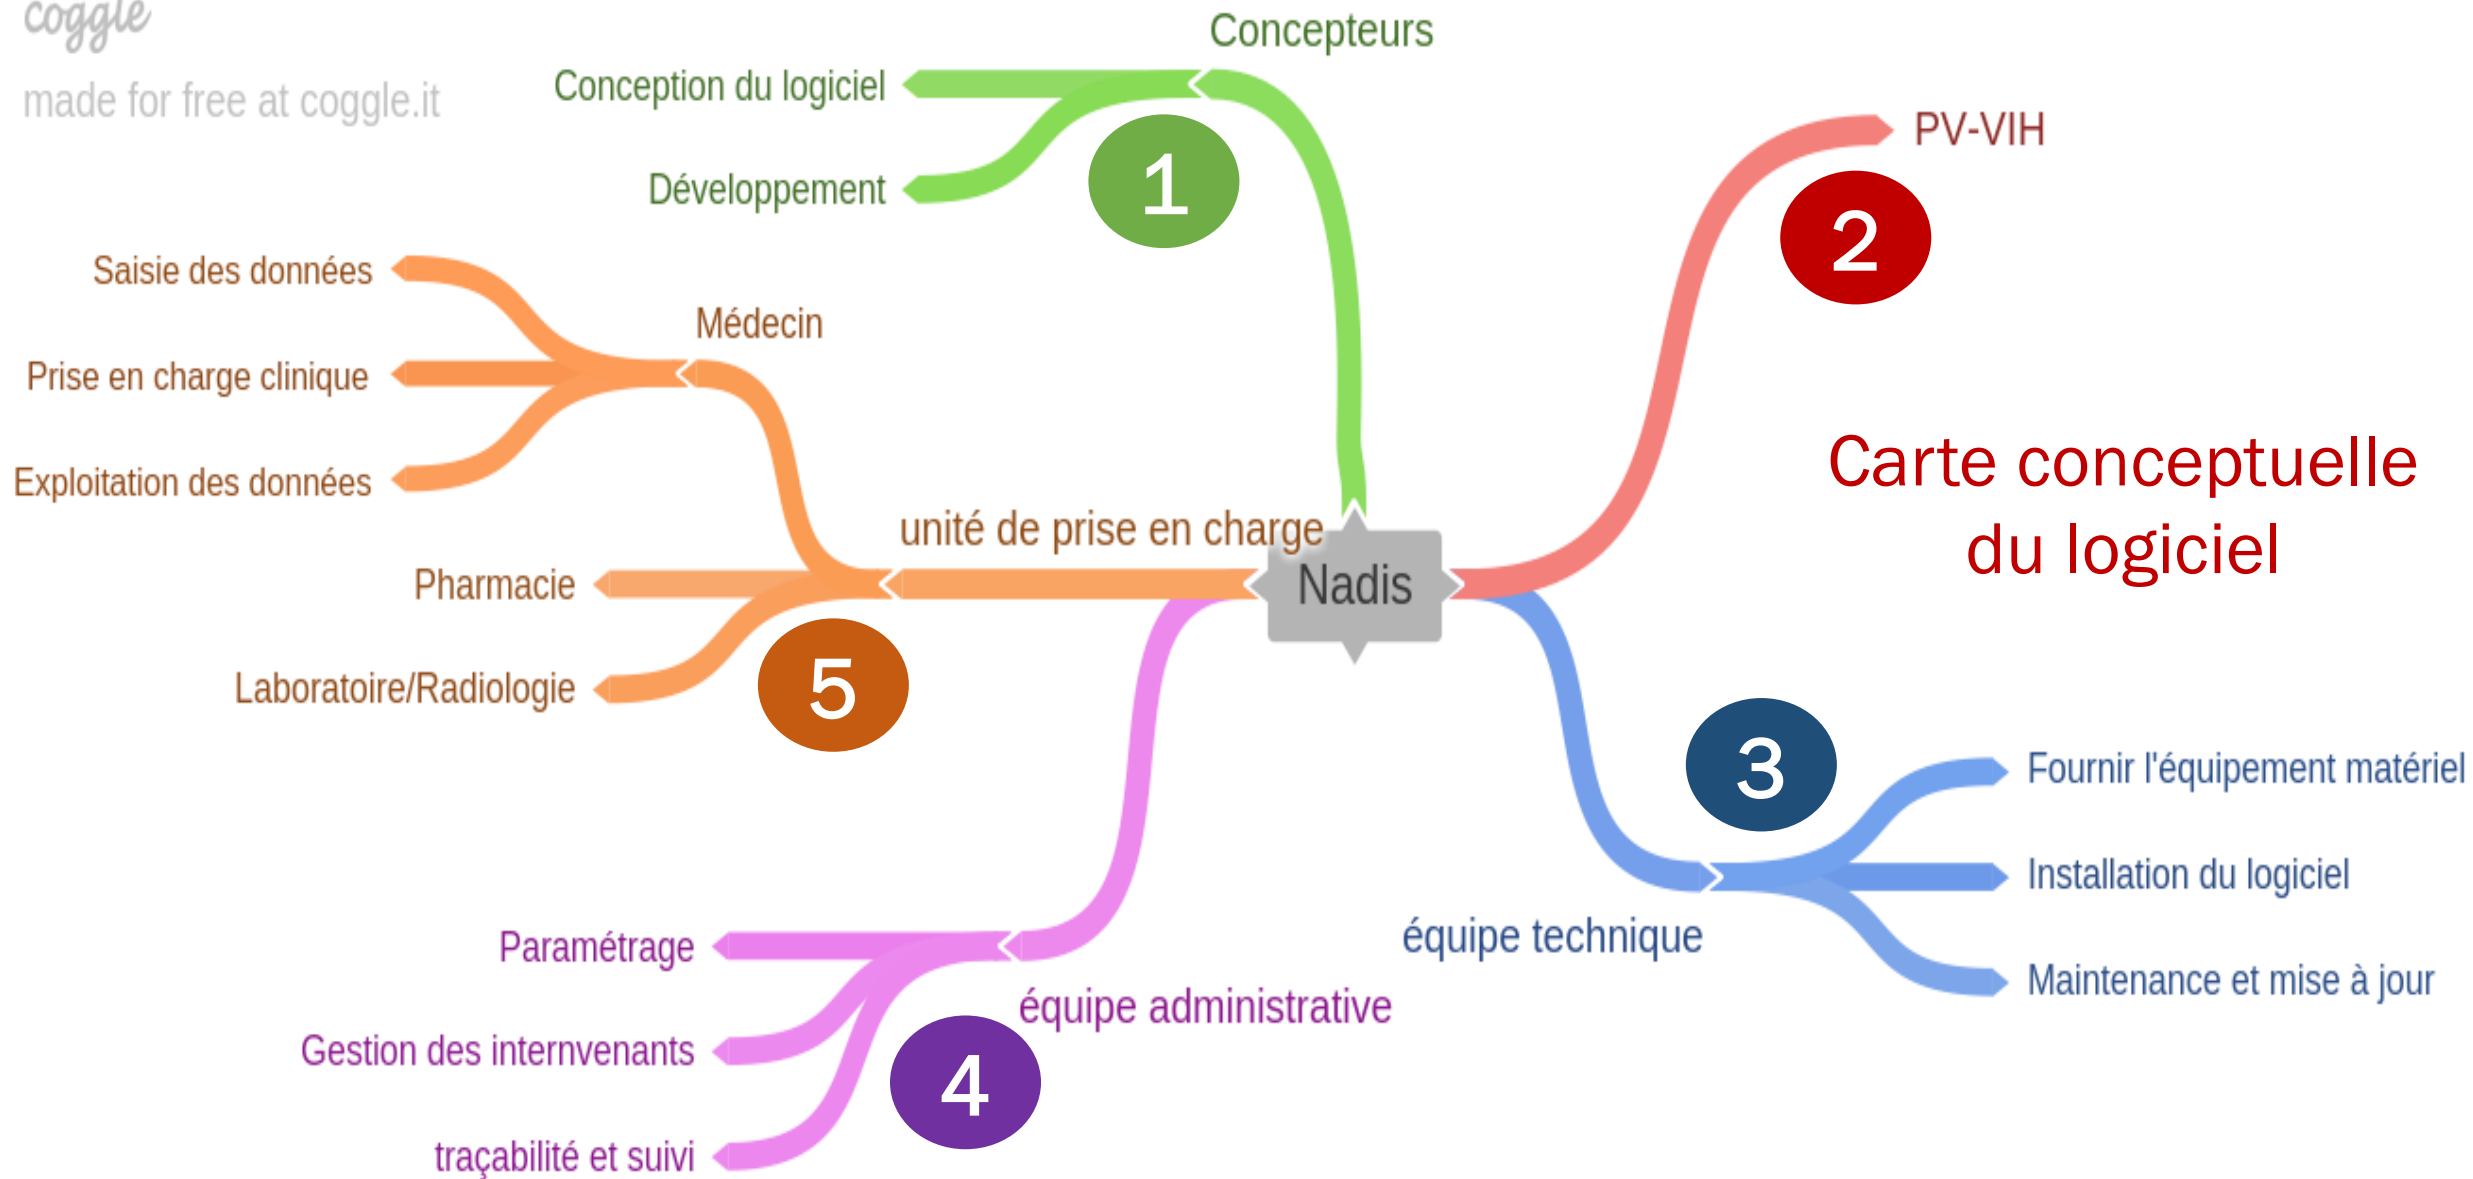 coggle
made for free at coggle.it
Concepteurs
Conception du logiciel
Développement
1
PV-VIH
2
Carte conceptuelle
du logiciel
Saisie des données
Médecin
Prise en charge clinique
Exploitation des données
unité de prise en charge
Nadis
Pharmacie
Laboratoire/Radiologie
5
3
Fournir l'équipement matériel
Installation du logiciel
équipe technique
Maintenance et mise à jour
Paramétrage
équipe administrative
Gestion des internvenants
4
traçabilité et suivi